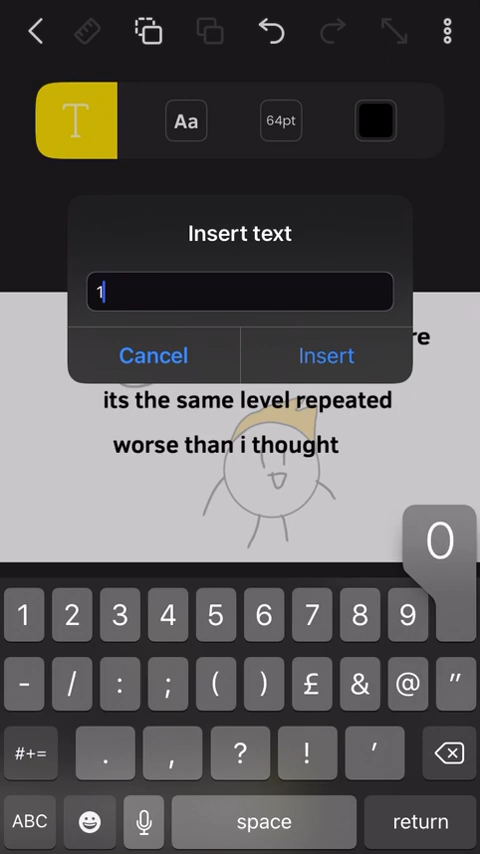 T
Aa
64pt
Insert text
1
Cancel
Insert
re
its the same level repeated
worse than i thought
0
1 2 3 4 5 6 7 8 9
- / : ; ( ) £ & @ "
#+= . , ? ! '
ABC space return